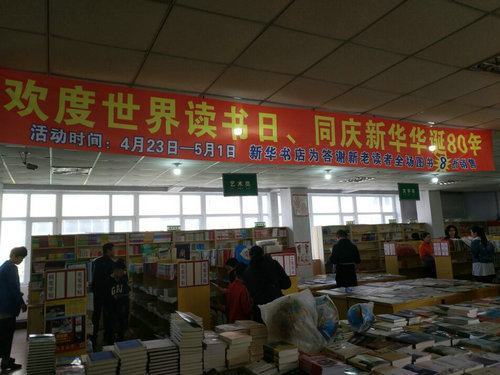 欢度世界读书日、同庆新华华诞80年
活动时间：4月23日—5月1日 新华书店为答谢新老读者全场图书8折销售
艺术类